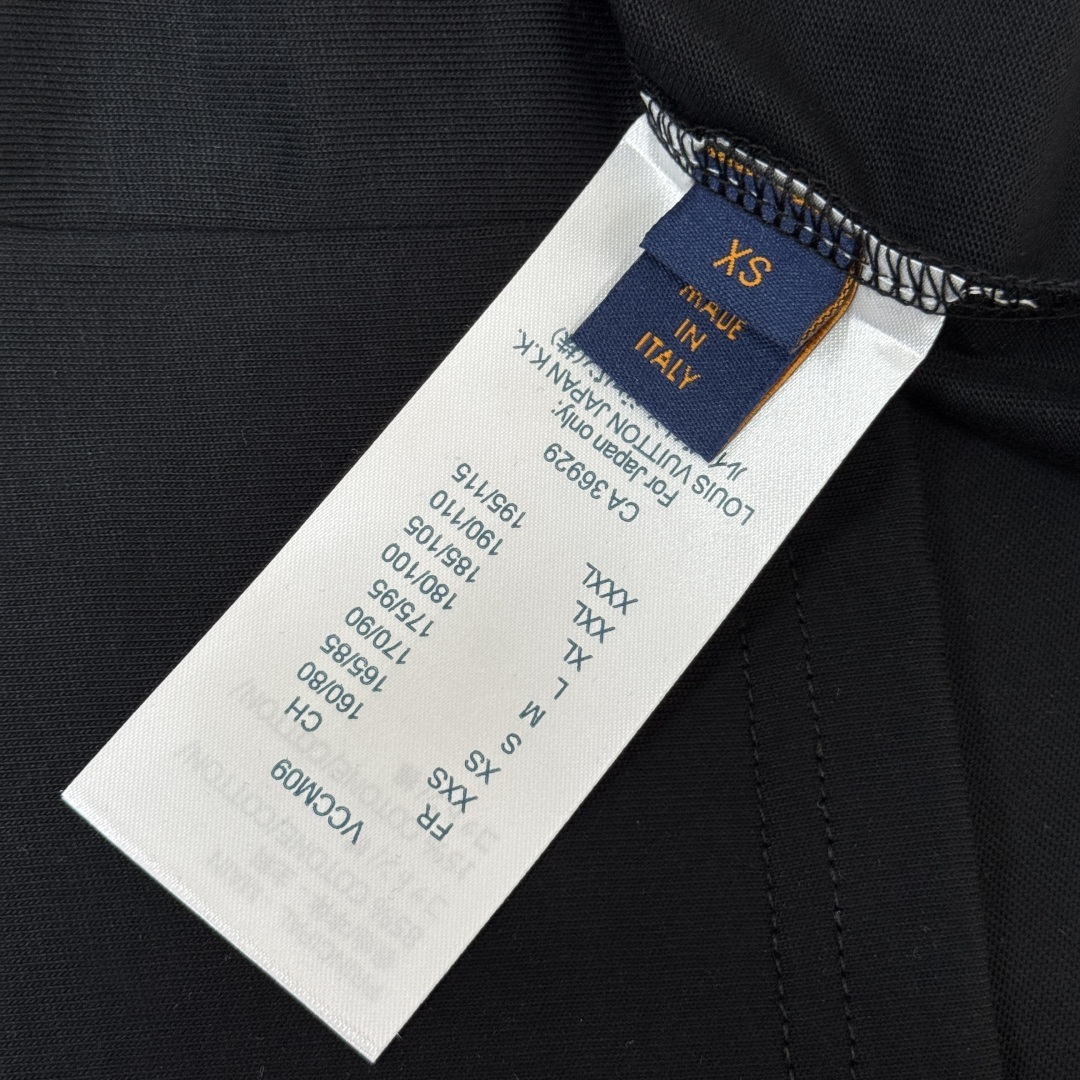 XS
MADE
IN
ITALY
VCCM09
FR CH
XXS 160/80
XS 165/85
S 170/90
M 175/95
L 180/100
XL 185/105
XXL 190/110
XXXL 195/115
CA 36929
For Japan only:
LOUIS VUITTON JAPAN K.K.